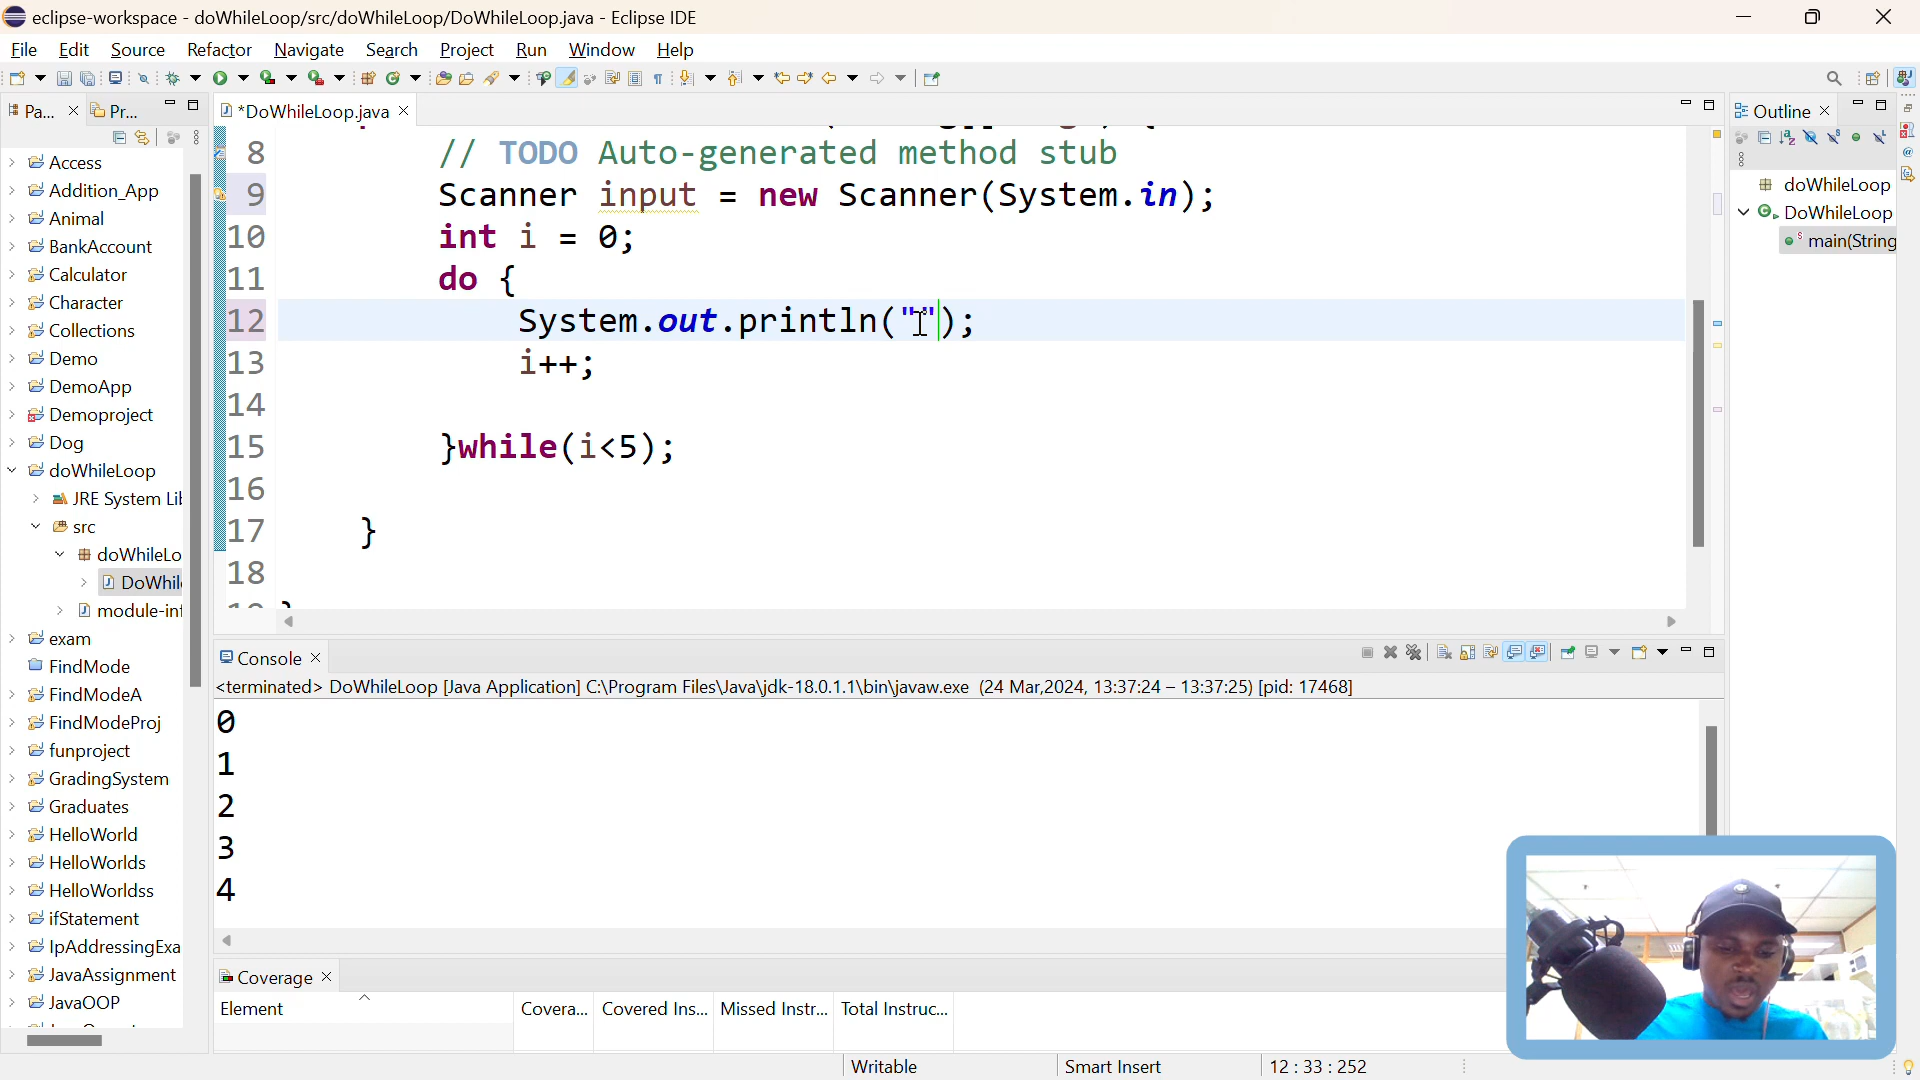 eclipse-workspace - doWhileLoop/src/doWhileLoop/DoWhileLoop.java - Eclipse IDE
File Edit Source Refactor Navigate Search Project Run Window Help
Pa... Pr... *DoWhileLoop.java Outline
Access
Addition_App
Animal
BankAccount
Calculator
Character
Collections
Demo
DemoApp
Demoproject
Dog
doWhileLoop
JRE System Lib
src
doWhileLo
DoWhil
module-inf
exam
FindMode
FindModeA
FindModeProj
funproject
GradingSystem
Graduates
HelloWorld
HelloWorlds
HelloWorldss
ifStatement
IpAddressingExa
JavaAssignment
JavaOOP
8 // TODO Auto-generated method stub
9 Scanner input = new Scanner(System.in);
10 int i = 0;
11 do {
12 System.out.println("");
13 i++;
14
15 }while(i<5);
16
17 }
18
doWhileLoop
DoWhileLoop
main(String
Console
<terminated> DoWhileLoop [Java Application] C:\Program Files\Java\jdk-18.0.1.1\bin\javaw.exe (24 Mar,2024, 13:37:24 – 13:37:25) [pid: 17468]
0
1
2
3
4
Coverage
Element Covera... Covered Ins... Missed Instr... Total Instruc...
Writable Smart Insert 12 : 33 : 252